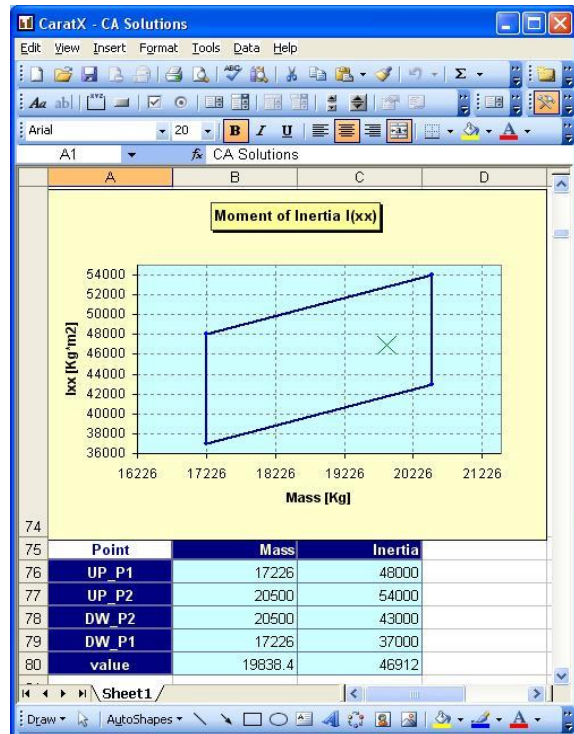 CaratX - CA Solutions
Edit View Insert Format Tools Data Help
Arial 20 B I U
A1 fx CA Solutions
A B C D
Moment of Inertia I(xx)
54000
52000
50000
48000
46000
44000
42000
40000
38000
36000
Ixx [Kg*m2]
16226 17226 18226 19226 20226 21226
Mass [Kg]
74
75 Point Mass Inertia
76 UP_P1 17226 48000
77 UP_P2 20500 54000
78 DW_P2 20500 43000
79 DW_P1 17226 37000
80 value 19838.4 46912
Sheet1
Draw AutoShapes